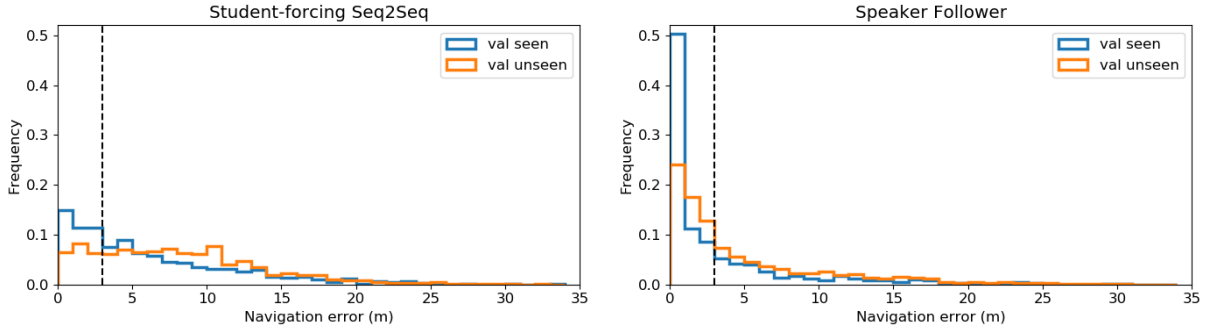 Student-forcing Seq2Seq
0.5
0.4
0.3
0.2
0.1
0.0
Frequency
val seen
val unseen
0 5 10 15 20 25 30 35
Navigation error (m)
Speaker Follower
0.5
0.4
0.3
0.2
0.1
0.0
Frequency
val seen
val unseen
0 5 10 15 20 25 30 35
Navigation error (m)